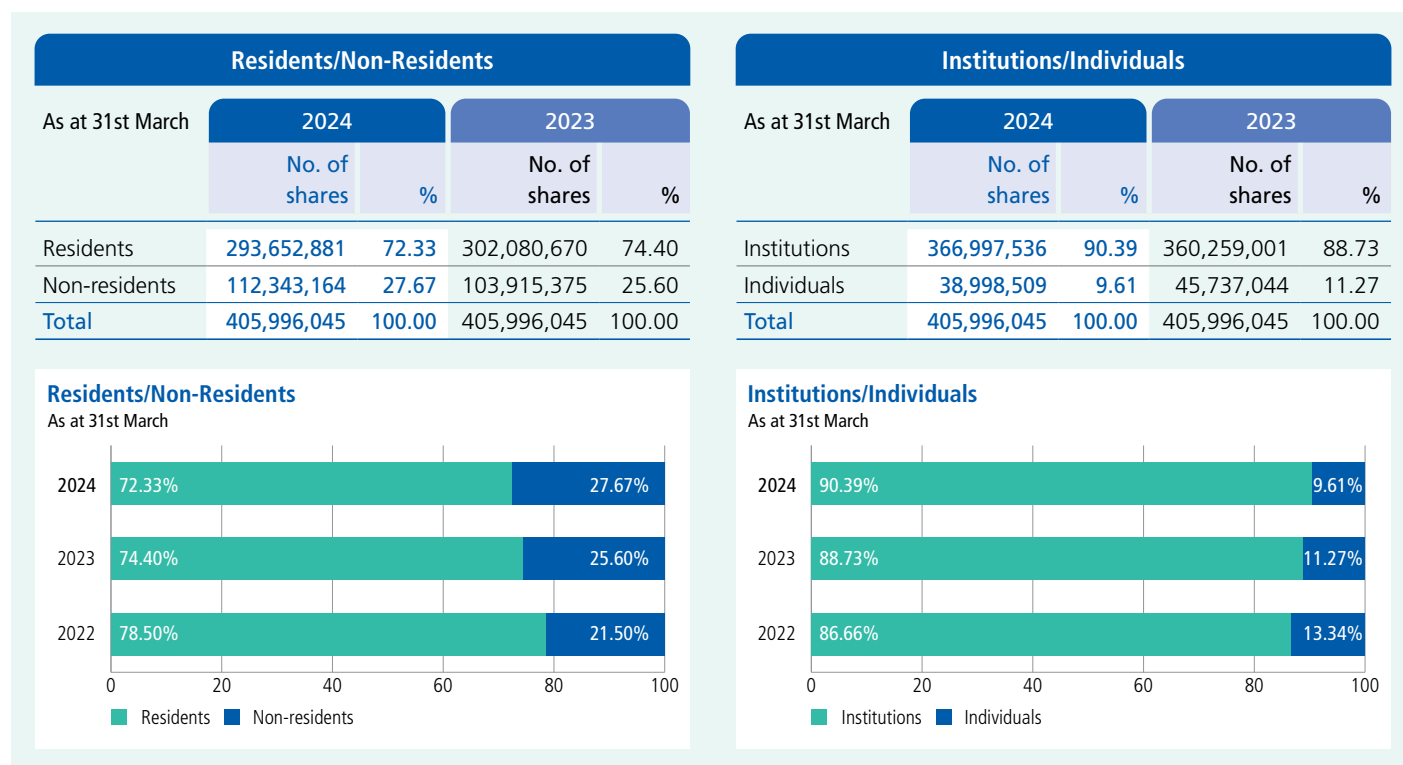 Residents/Non-Residents
As at 31st March 2024 2023
No. of shares % No. of shares %
Residents 293,652,881 72.33 302,080,670 74.40
Non-residents 112,343,164 27.67 103,915,375 25.60
Total 405,996,045 100.00 405,996,045 100.00
Institutions/Individuals
As at 31st March 2024 2023
No. of shares % No. of shares %
Institutions 366,997,536 90.39 360,259,001 88.73
Individuals 38,998,509 9.61 45,737,044 11.27
Total 405,996,045 100.00 405,996,045 100.00
Residents/Non-Residents
As at 31st March
2024 72.33% 27.67%
2023 74.40% 25.60%
2022 78.50% 21.50%
0 20 40 60 80 100
Residents Non-residents
Institutions/Individuals
As at 31st March
2024 90.39% 9.61%
2023 88.73% 11.27%
2022 86.66% 13.34%
0 20 40 60 80 100
Institutions Individuals